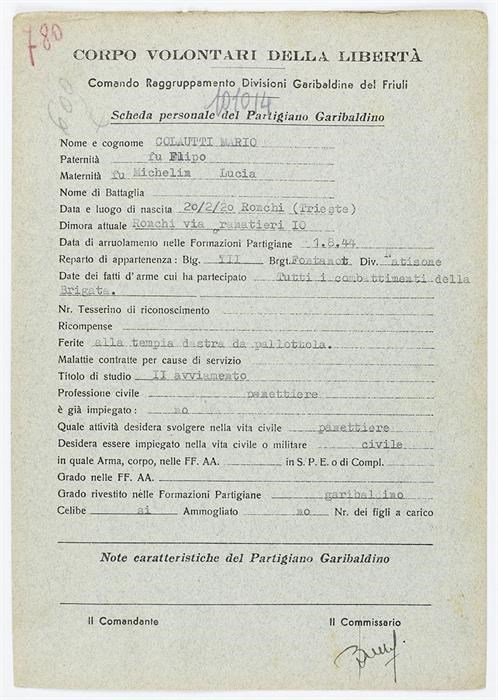 780
CORPO VOLONTARI DELLA LIBERTÀ
Comando Raggruppamento Divisioni Garibaldine del Friuli
101014
600
Scheda personale del Partigiano Garibaldino
Nome e cognome COLAUTTI MARIO
Paternità fu Flipo
Maternità fu Michelin Lucia
Nome di Battaglia
Data e luogo di nascita 20/2/20 Ronchi (Trieste)
Dimora attuale Ronchi via ramatieri IO
Data di arruolamento nelle Formazioni Partigiane 1.8.44
Reparto di appartenenza: Btg. III Brgt. Fontanot Div. atisone
Date dei fatti d'arme cui ha partecipato Tutti i combattimenti della
Brigata.
Nr. Tesserino di riconoscimento
Ricompense
Ferite alla tempia destra da pallottola.
Malattie contratte per cause di servizio
Titolo di studio II avviamento
Professione civile panettiere
è già impiegato: no
Quale attività desidera svolgere nella vita civile panettiere
Desidera essere impiegato nella vita civile o militare civile
in quale Arma, corpo, nelle FF. AA. in S. P. E. o di Compl.
Grado nelle FF. AA.
Grado rivestito nelle Formazioni Partigiane garibaldino
Celibe si Ammogliato no Nr. dei figli a carico
Note caratteristiche del Partigiano Garibaldino
Il Comandante Il Commissario